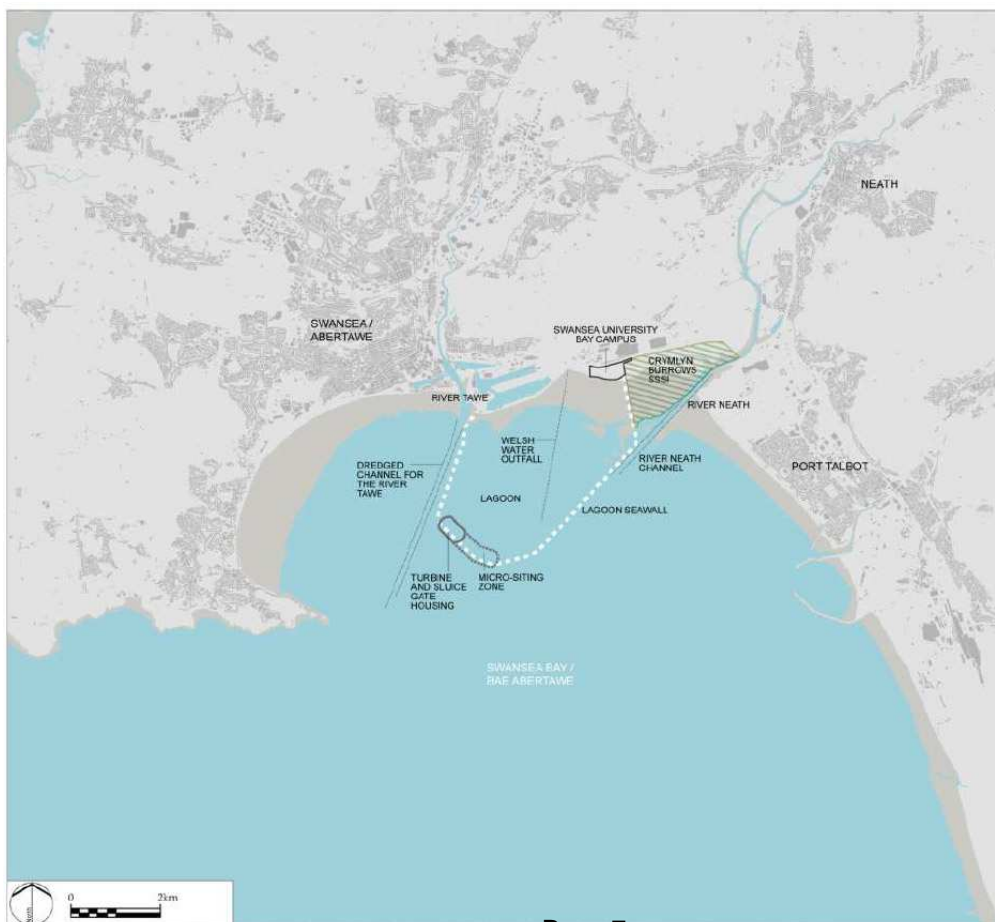 NEATH
SWANSEA /
ABERTAWE
SWANSEA UNIVERSITY
BAY CAMPUS
CRYMLYN
BURROWS
SSSI
RIVER TAWE
RIVER NEATH
WELSH
WATER
OUTFALL
RIVER NEATH
CHANNEL
PORT TALBOT
DREDGED
CHANNEL FOR
THE RIVER
TAWE
LAGOON
LAGOON SEAWALL
TURBINE
AND SLUICE
GATE
HOUSING
MICRO-SITING
ZONE
SWANSEA BAY /
BAE ABERTAWE
0 2km